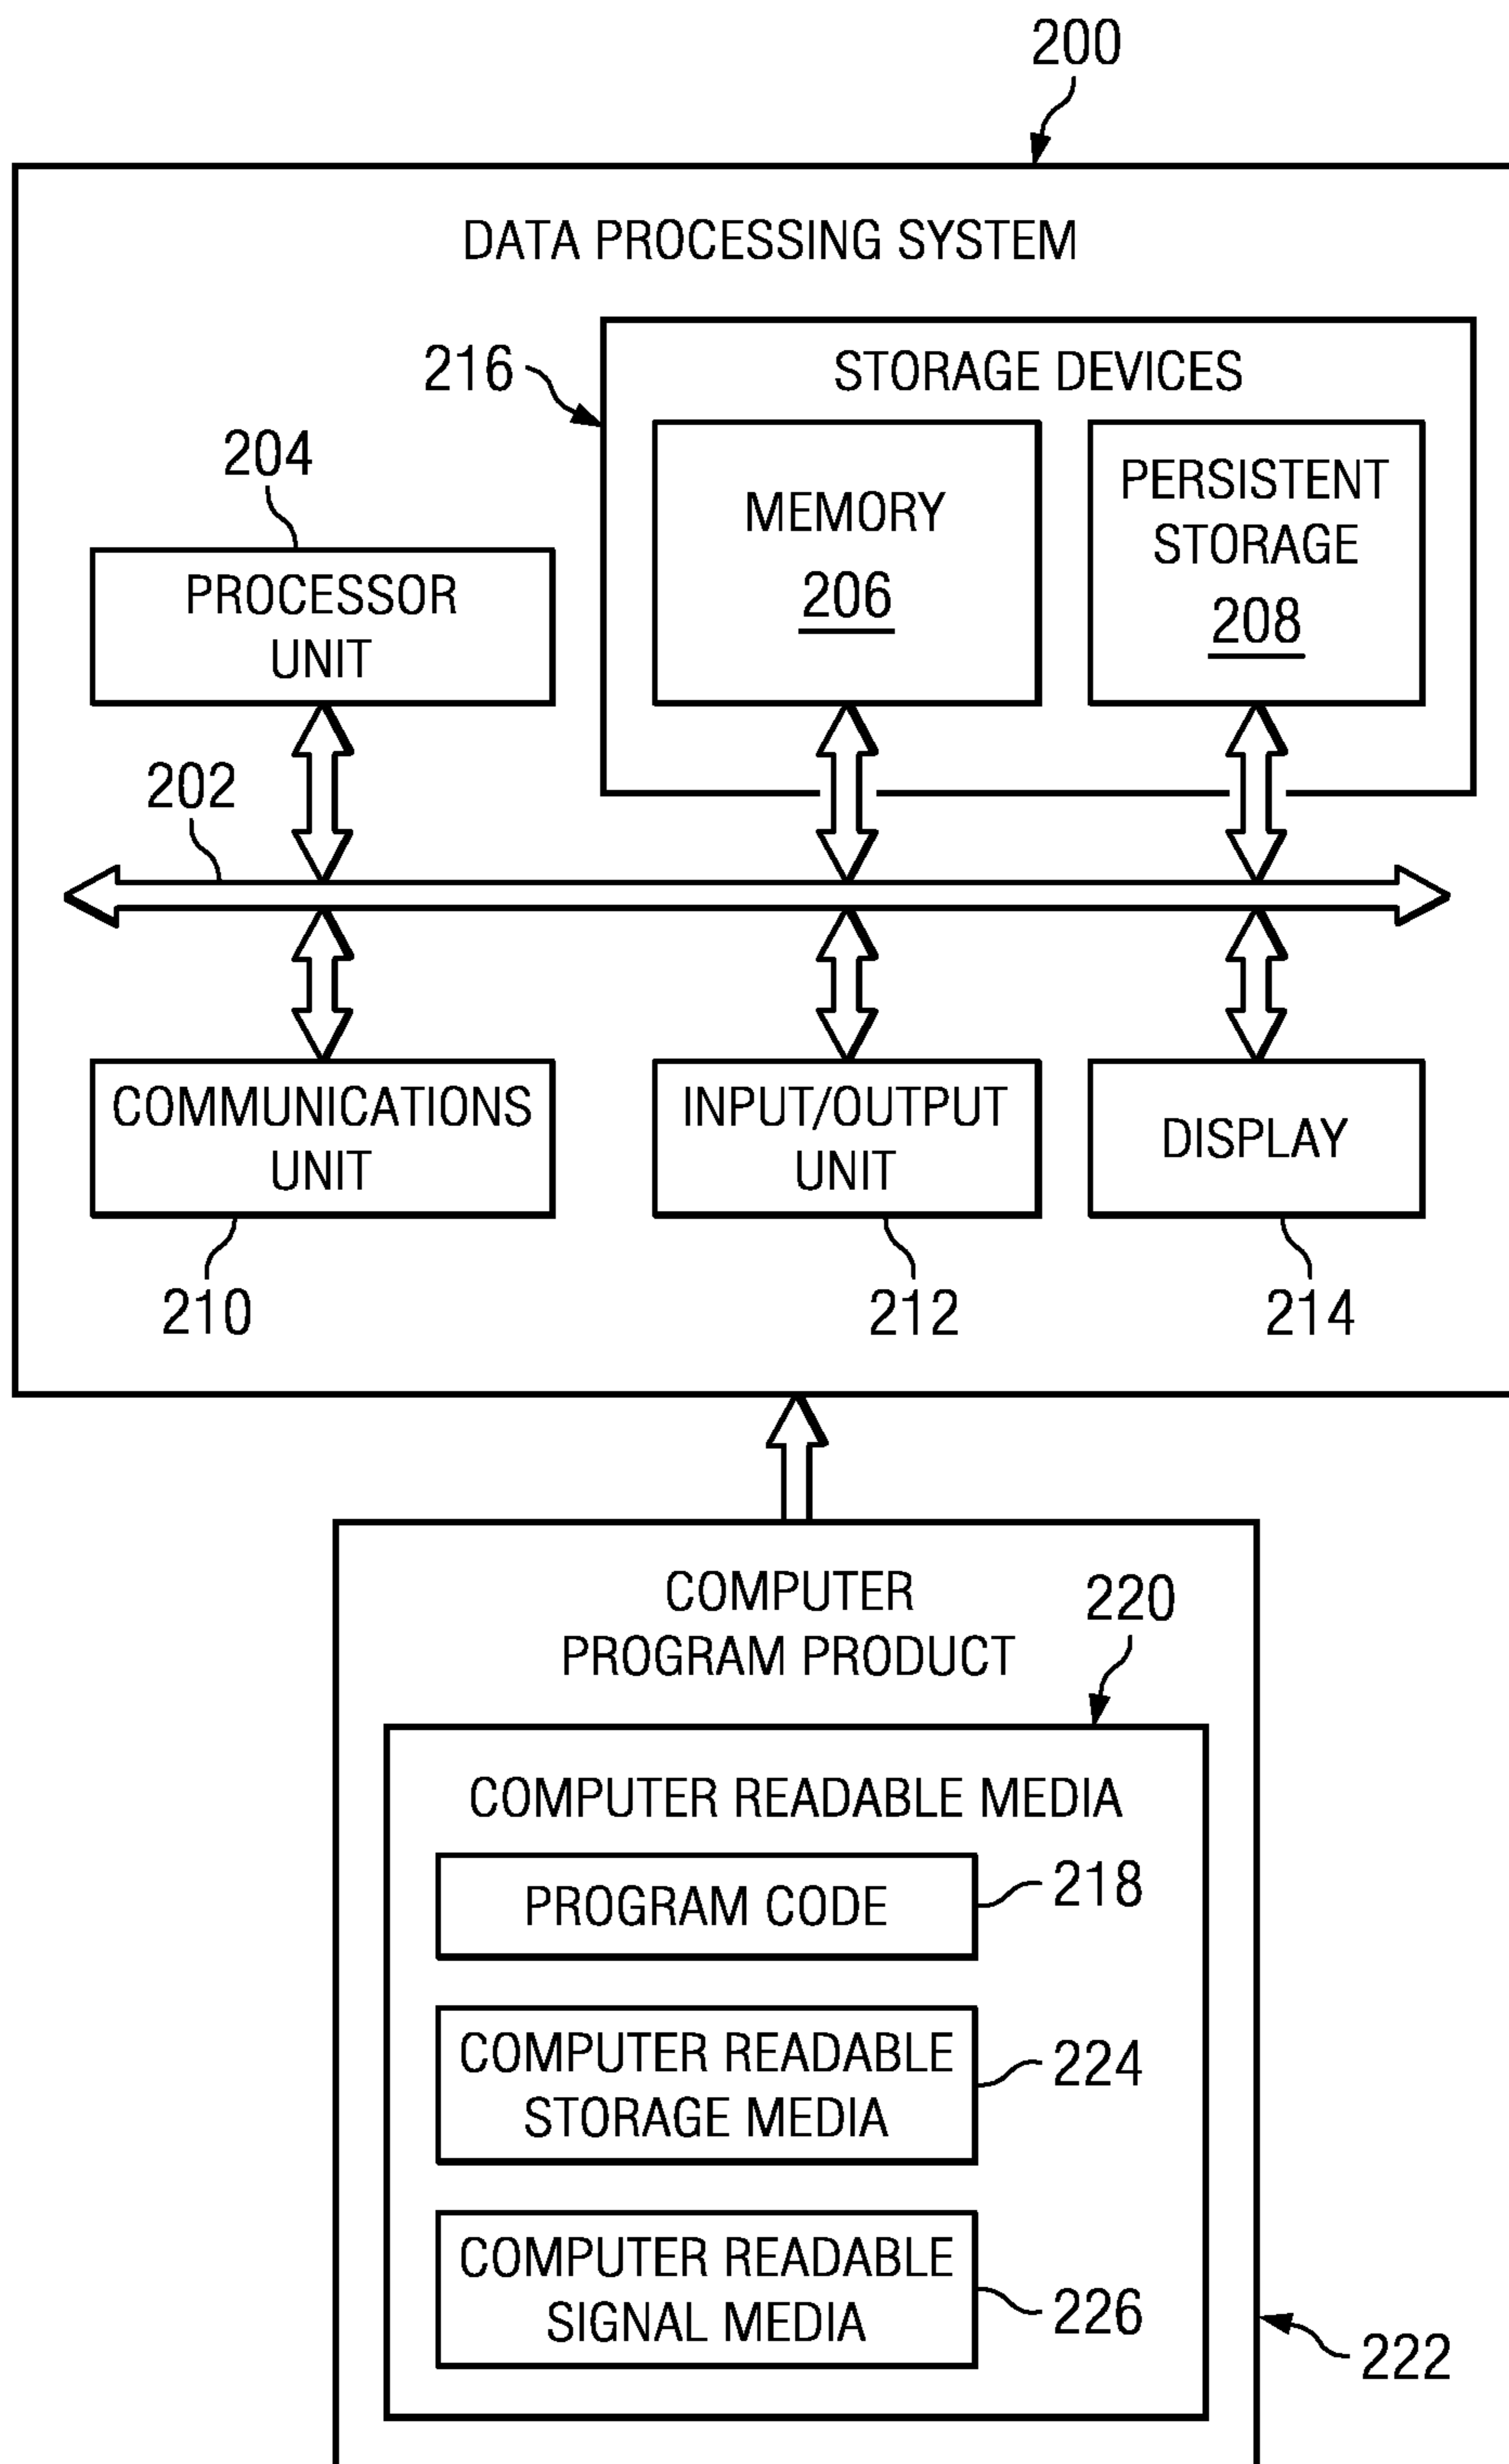 200
DATA PROCESSING SYSTEM
216
STORAGE DEVICES
204
MEMORY
206
PERSISTENT
STORAGE
208
PROCESSOR
UNIT
202
COMMUNICATIONS
UNIT
INPUT/OUTPUT
UNIT
DISPLAY
210
212
214
COMPUTER
PROGRAM PRODUCT
220
COMPUTER READABLE MEDIA
PROGRAM CODE
218
COMPUTER READABLE
STORAGE MEDIA
224
COMPUTER READABLE
SIGNAL MEDIA
226
222